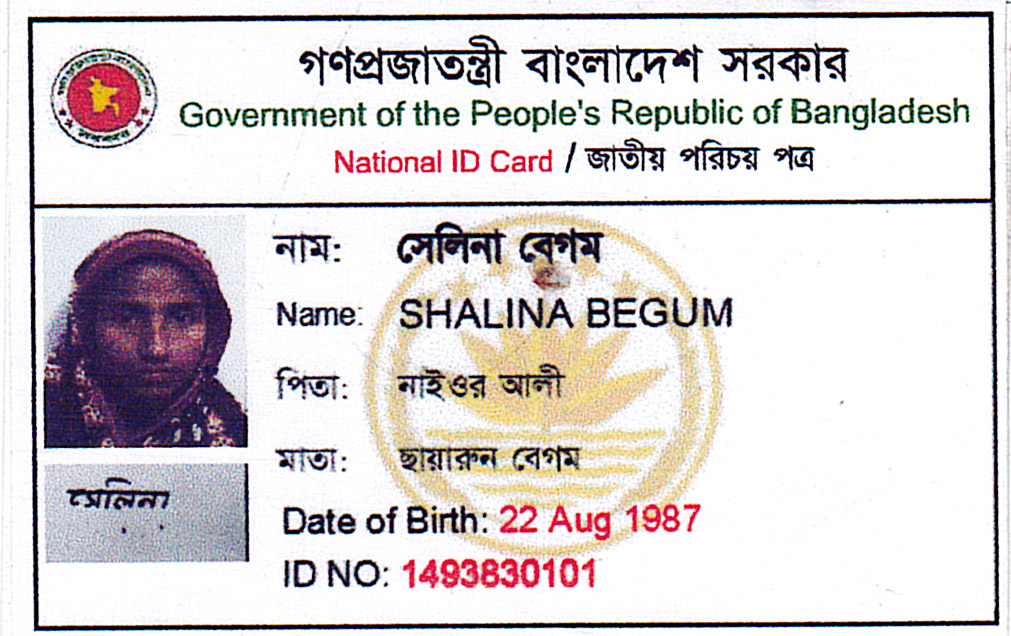 গণপ্রজাতন্ত্রী বাংলাদেশ সরকার
Government of the People's Republic of Bangladesh
National ID Card / জাতীয় পরিচয় পত্র
নাম: সেলিনা বেগম
Name: SHALINA BEGUM
পিতা: নাইওর আলী
মাতা: ছায়ারুন বেগম
সেলিনা
Date of Birth: 22 Aug 1987
ID NO: 1493830101